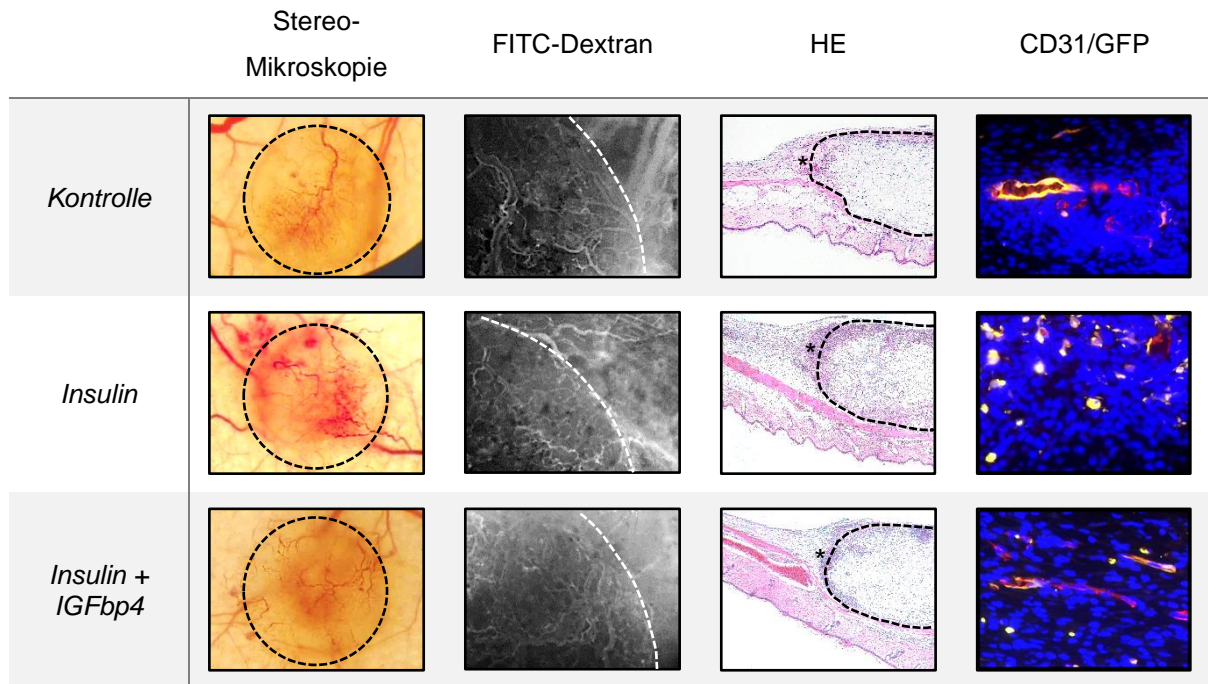 Stereo-
Mikroskopie
FITC-Dextran
HE
CD31/GFP
Kontrolle
*
Insulin
*
Insulin +
IGFbp4
*